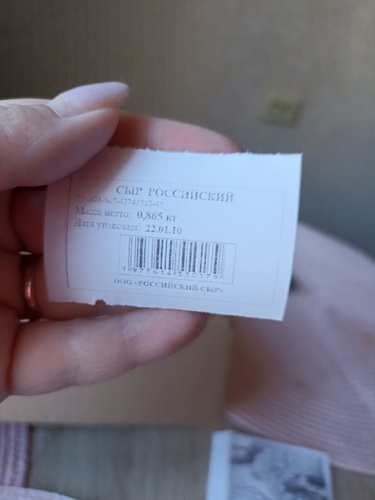 СЫР РОССИЙСКИЙ
Масса нетто: 0,865 кг
Дата упаковки: 22.01.10
ООО «РОССИЙСКИЙ СЫР»